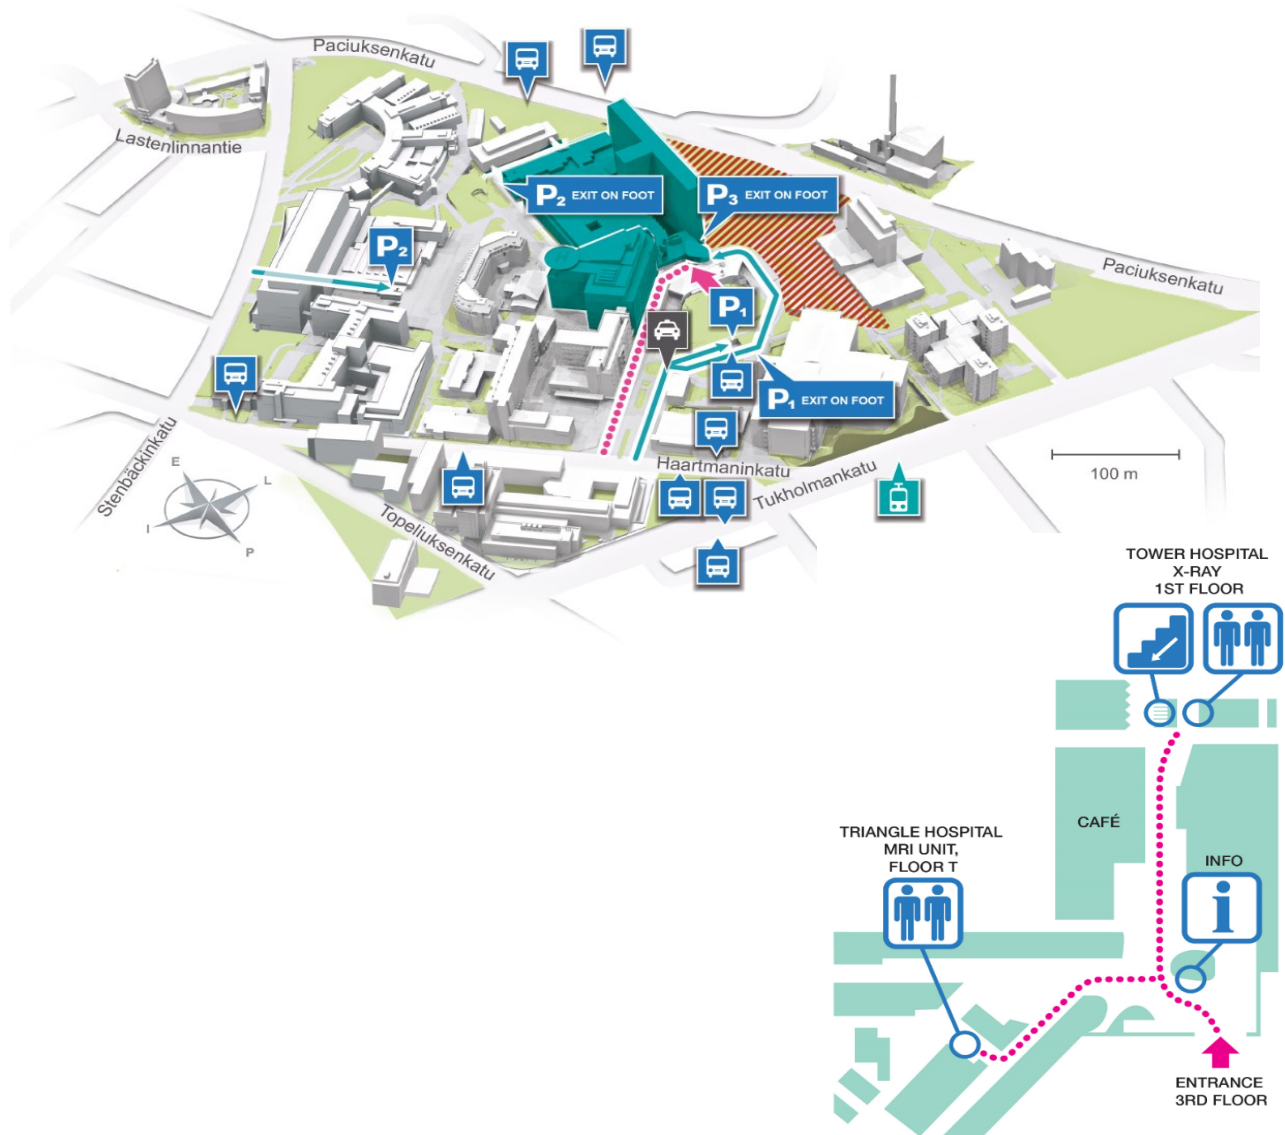 Paciuksenkatu
Lastenlinnantie
P2 EXIT ON FOOT
P3 EXIT ON FOOT
P2
Paciuksenkatu
P1
P1 EXIT ON FOOT
100 m
Haartmaninkatu
Tukholmankatu
Stenbäckinkatu
Topeliuksenkatu
E
L
I
P
TOWER HOSPITAL
X-RAY
1ST FLOOR
CAFÉ
TRIANGLE HOSPITAL
MRI UNIT,
FLOOR T
INFO
i
ENTRANCE
3RD FLOOR